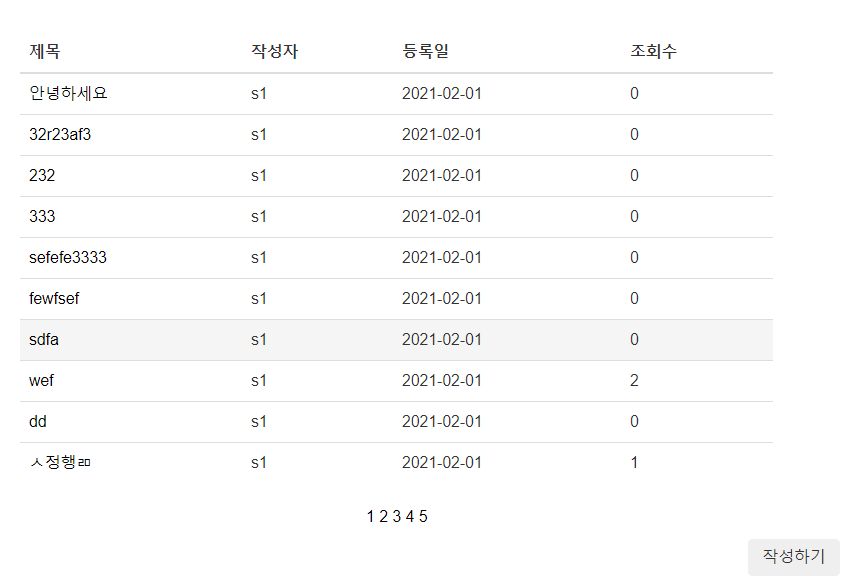 제목 작성자 등록일 조회수
안녕하세요 s1 2021-02-01 0
32r23af3 s1 2021-02-01 0
232 s1 2021-02-01 0
333 s1 2021-02-01 0
sefefe3333 s1 2021-02-01 0
fewfsef s1 2021-02-01 0
sdfa s1 2021-02-01 0
wef s1 2021-02-01 2
dd s1 2021-02-01 0
ㅅ정행ㄻ s1 2021-02-01 1
1 2 3 4 5
작성하기